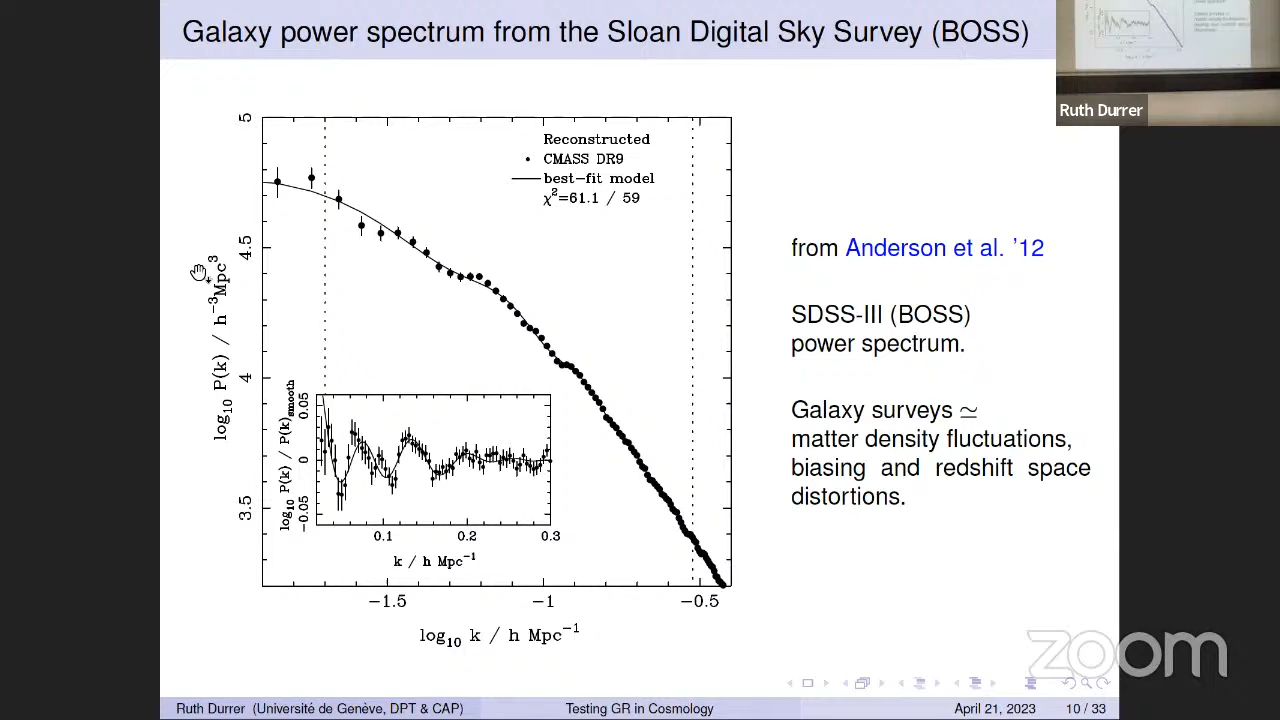 Galaxy power spectrum from the Sloan Digital Sky Survey (BOSS)
Ruth Durrer
5
4.5
4
3.5
log₁₀ P(k) / h⁻³Mpc³
Reconstructed
CMASS DR9
best-fit model
χ²=61.1 / 59
0.05
0
−0.05
log₁₀ P(k) / P(k)smooth
0.1
0.2
0.3
k / h Mpc⁻¹
−1.5
−1
−0.5
log₁₀ k / h Mpc⁻¹
from Anderson et al. ’12
SDSS-III (BOSS)
power spectrum.
Galaxy surveys ≃
matter density fluctuations,
biasing and redshift space
distortions.
zoom
Ruth Durrer (Université de Genève, DPT & CAP)
Testing GR in Cosmology
April 21, 2023
10 / 33